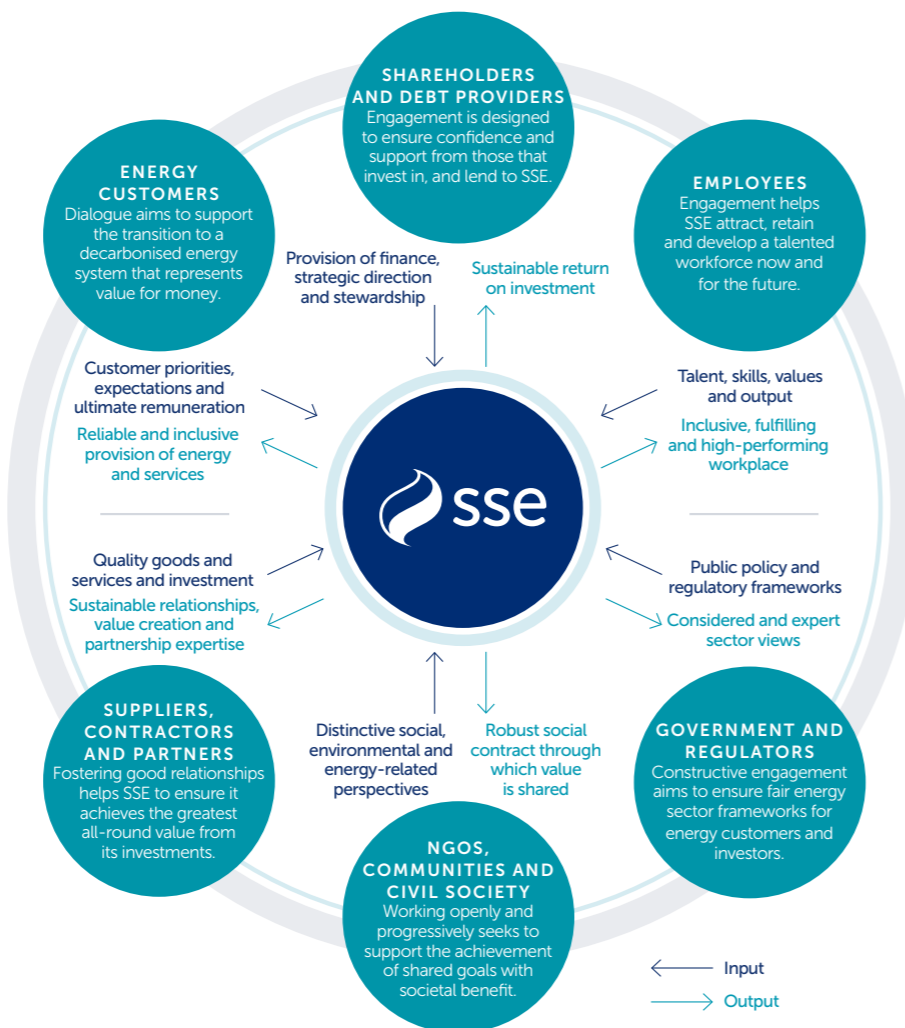 SHAREHOLDERS
AND DEBT PROVIDERS
Engagement is designed
to ensure confidence and
support from those that
invest in, and lend to SSE.
ENERGY
CUSTOMERS
Dialogue aims to support
the transition to a
decarbonised energy
system that represents
value for money.
EMPLOYEES
Engagement helps
SSE attract, retain
and develop a talented
workforce now and
for the future.
Provision of finance,
strategic direction
and stewardship
Sustainable return
on investment
Customer priorities,
expectations and
ultimate remuneration
Reliable and inclusive
provision of energy
and services
Talent, skills, values
and output
Inclusive, fulfilling
and high-performing
workplace
sse
Quality goods and
services and investment
Sustainable relationships,
value creation and
partnership expertise
Public policy and
regulatory frameworks
Considered and expert
sector views
SUPPLIERS,
CONTRACTORS
AND PARTNERS
Fostering good relationships
helps SSE to ensure it
achieves the greatest
all-round value from
its investments.
Distinctive social,
environmental and
energy-related
perspectives
Robust social
contract through
which value
is shared
GOVERNMENT AND
REGULATORS
Constructive engagement
aims to ensure fair energy
sector frameworks for
energy customers and
investors.
NGOS,
COMMUNITIES AND
CIVIL SOCIETY
Working openly and
progressively seeks to
support the achievement
of shared goals with
societal benefit.
Input
Output